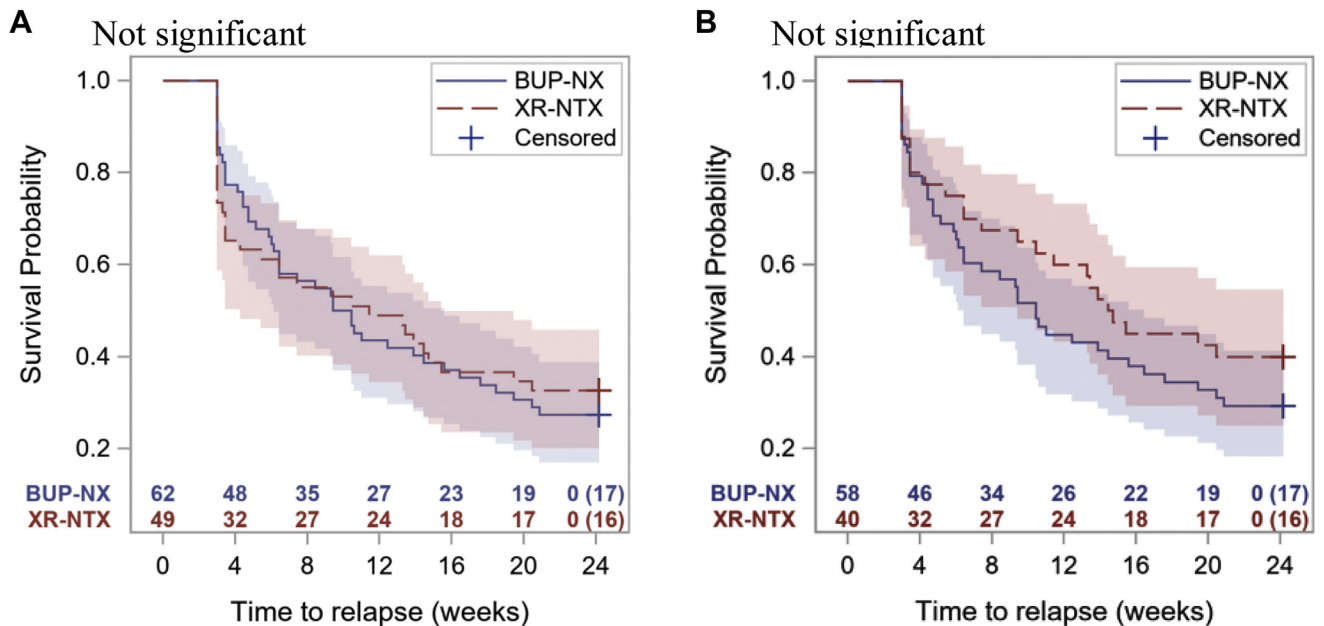 A
Not significant
BUP-NX
XR-NTX
Censored
Survival Probability
1.0
0.8
0.6
0.4
0.2
BUP-NX 62 48 35 27 23 19 0 (17)
XR-NTX 49 32 27 24 18 17 0 (16)
0 4 8 12 16 20 24
Time to relapse (weeks)
B
Not significant
BUP-NX
XR-NTX
Censored
Survival Probability
1.0
0.8
0.6
0.4
0.2
BUP-NX 58 46 34 26 22 19 0 (17)
XR-NTX 40 32 27 24 18 17 0 (16)
0 4 8 12 16 20 24
Time to relapse (weeks)